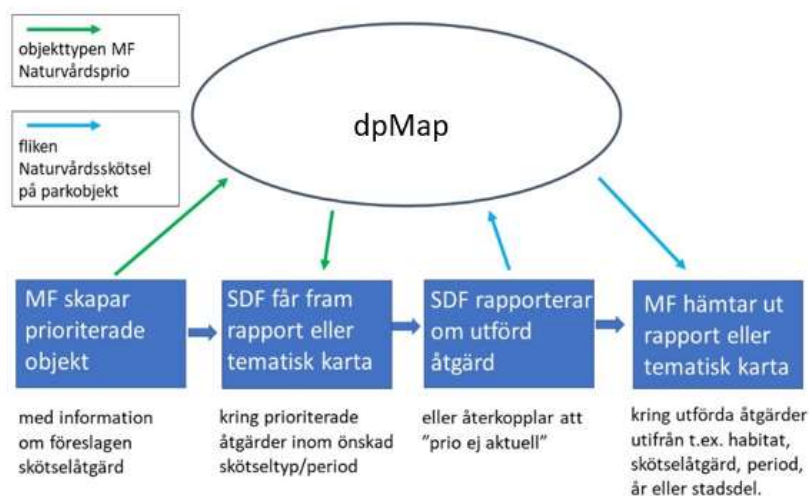 objekttypen MF
Naturvårdsprio
fliken
Naturvårdsskötsel
på parkobjekt
dpMap
MF skapar
prioriterade
objekt
SDF får fram
rapport eller
tematisk karta
SDF rapporterar
om utförd
åtgärd
MF hämtar ut
rapport eller
tematisk karta
med information
om föreslagen
skötselåtgärd
kring prioriterade
åtgärder inom önskad
skötseltyp/period
eller återkopplar att
”prio ej aktuell”
kring utförda åtgärder
utifrån t.ex. habitat,
skötselåtgärd, period,
år eller stadsdel.